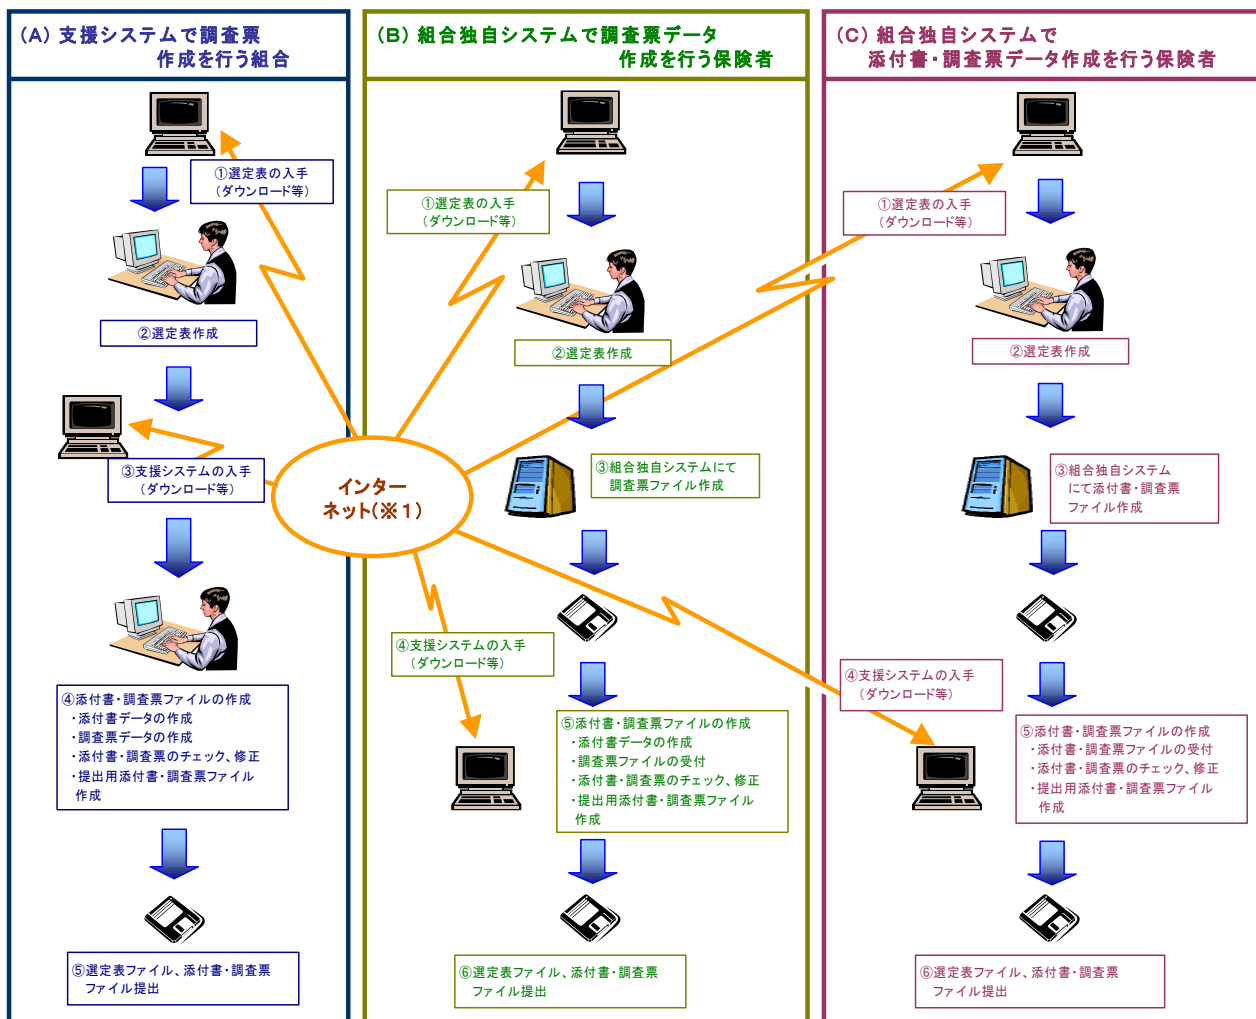 (A) 支援システムで調査票
作成を行う組合
①選定表の入手
(ダウンロード等)
②選定表作成
③支援システムの入手
(ダウンロード等)
④添付書・調査票ファイルの作成
・添付書データの作成
・調査票データの作成
・添付書・調査票のチェック、修正
・提出用添付書・調査票ファイル
作成
⑤選定表ファイル、添付書・調査票
ファイル提出
インター
ネット(※1)
(B) 組合独自システムで調査票データ
作成を行う保険者
①選定表の入手
(ダウンロード等)
②選定表作成
③組合独自システムにて
調査票ファイル作成
④支援システムの入手
(ダウンロード等)
⑤添付書・調査票ファイルの作成
・添付書データの作成
・調査票ファイルの受付
・添付書・調査票のチェック、修正
・提出用添付書・調査票ファイル
作成
⑥選定表ファイル、添付書・調査票
ファイル提出
(C) 組合独自システムで
添付書・調査票データ作成を行う保険者
①選定表の入手
(ダウンロード等)
②選定表作成
③組合独自システム
にて添付書・調査票
ファイル作成
④支援システムの入手
(ダウンロード等)
⑤添付書・調査票ファイルの作成
・添付書・調査票ファイルの受付
・添付書・調査票のチェック、修正
・提出用添付書・調査票ファイル
作成
⑥選定表ファイル、添付書・調査票
ファイル提出